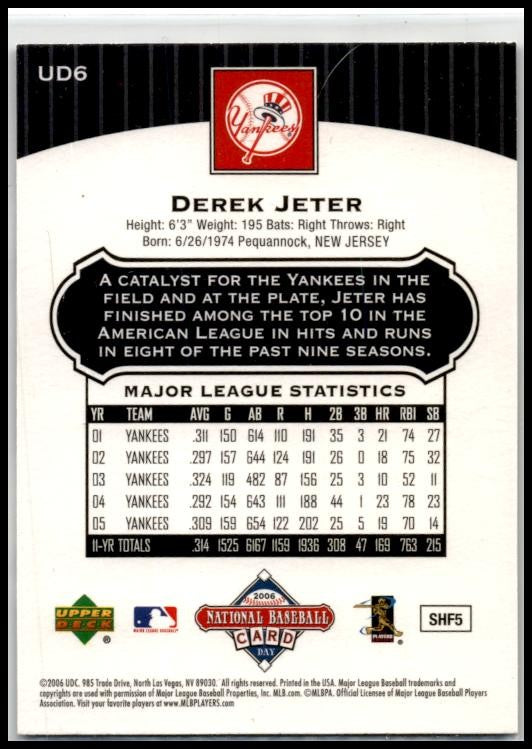 UD6
Yankees
DEREK JETER
Height: 6'3" Weight: 195 Bats: Right Throws: Right
Born: 6/26/1974 Pequannock, NEW JERSEY
A CATALYST FOR THE YANKEES IN THE
FIELD AND AT THE PLATE, JETER HAS
FINISHED AMONG THE TOP 10 IN THE
AMERICAN LEAGUE IN HITS AND RUNS
IN EIGHT OF THE PAST NINE SEASONS.
MAJOR LEAGUE STATISTICS
YR TEAM AVG G AB R H 2B 3B HR RBI SB
01 YANKEES .311 150 614 110 191 35 3 21 74 27
02 YANKEES .297 157 644 124 191 26 0 18 75 32
03 YANKEES .324 119 482 87 156 25 3 10 52 11
04 YANKEES .292 154 643 111 188 44 1 23 78 23
05 YANKEES .309 159 654 122 202 25 5 19 70 14
11-YR TOTALS .314 1525 6167 1159 1936 308 47 169 763 215
UPPER DECK ®
MAJOR LEAGUE BASEBALL
2006
NATIONAL BASEBALL
CARD
DAY
PLAYERS
SHF5
©2006 UDC. 985 Trade Drive, North Las Vegas, NV 89030. All rights reserved. Printed in the USA. Major League Baseball trademarks and
copyrights are used with permission of Major League Baseball Properties, Inc. MLB.com. ©MLBPA. Official Licensee of Major League Baseball Players
Association. Visit your favorite players at www.MLBPLAYERS.com